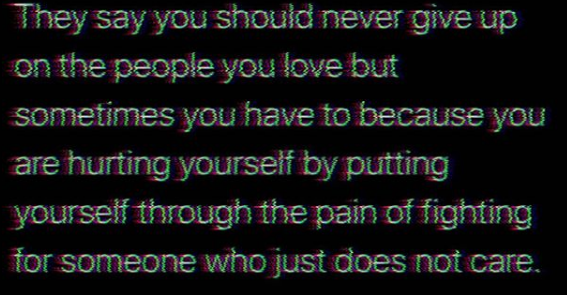 They say you should never give up
on the people you love but
sometimes you have to because you
are hurting yourself by putting
yourself through the pain of fighting
for someone who just does not care.